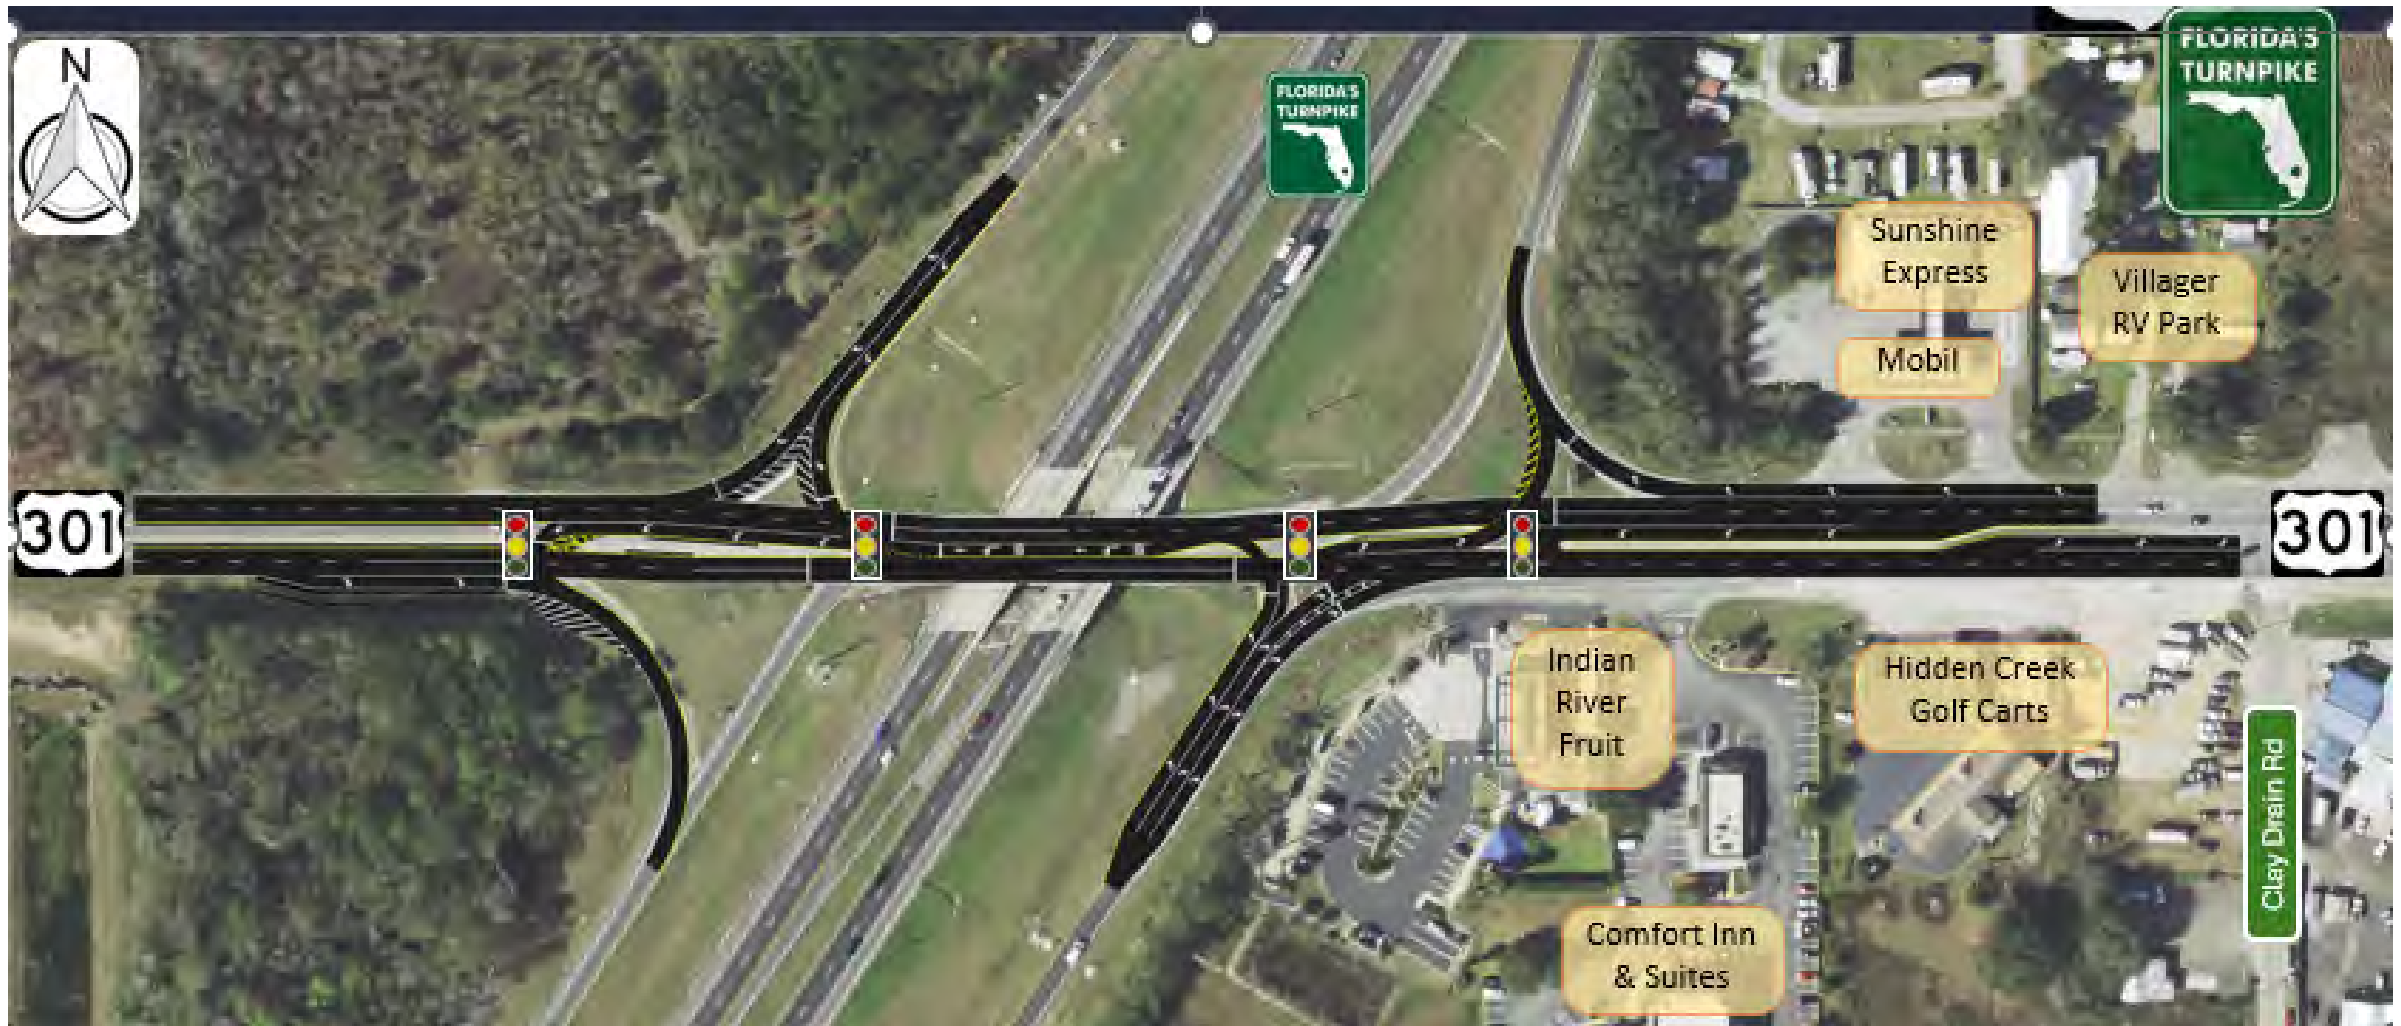 N
FLORIDA'S
TURNPIKE
FLORIDA'S
TURNPIKE
Sunshine
Express
Villager
RV Park
Mobil
301
301
Indian
River
Fruit
Hidden Creek
Golf Carts
Clay Drain Rd
Comfort Inn
& Suites